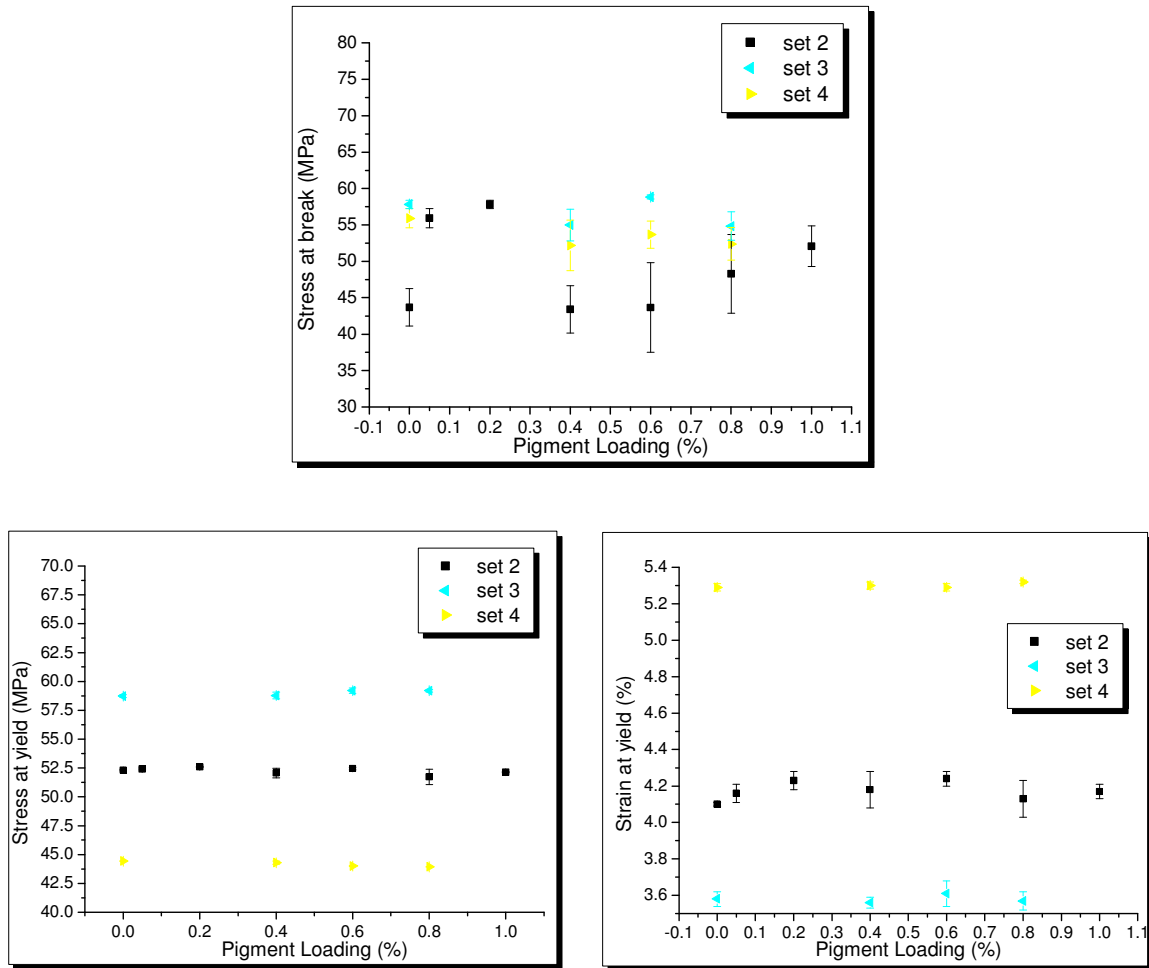 80
75
70
65
60
55
50
45
40
35
30
Stress at break (MPa)
set 2
set 3
set 4
-0.1 0.0 0.1 0.2 0.3 0.4 0.5 0.6 0.7 0.8 0.9 1.0 1.1
Pigment Loading (%)
70.0
67.5
65.0
62.5
60.0
57.5
55.0
52.5
50.0
47.5
45.0
42.5
40.0
Stress at yield (MPa)
set 2
set 3
set 4
0.0 0.2 0.4 0.6 0.8 1.0
Pigment Loading (%)
5.4
5.2
5.0
4.8
4.6
4.4
4.2
4.0
3.8
3.6
Strain at yield (%)
set 2
set 3
set 4
-0.1 0.0 0.1 0.2 0.3 0.4 0.5 0.6 0.7 0.8 0.9 1.0 1.1
Pigment Loading (%)